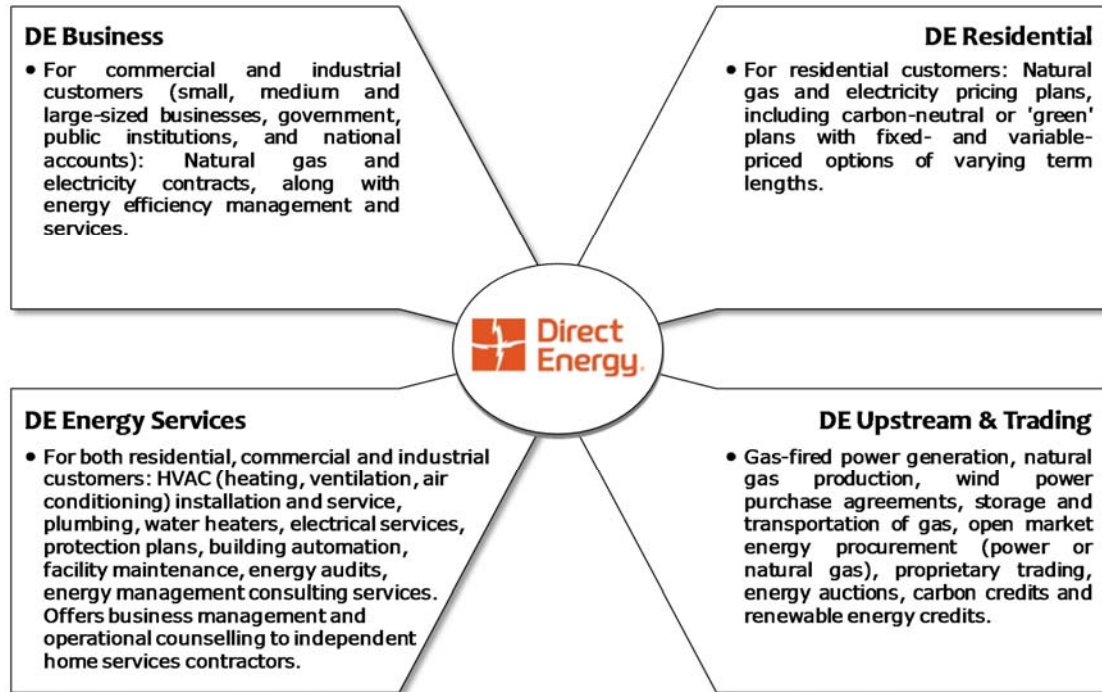 DE Business
• For commercial and industrial
customers (small, medium and
large-sized businesses, government,
public institutions, and national
accounts): Natural gas and
electricity contracts, along with
energy efficiency management and
services.
DE Residential
• For residential customers: Natural
gas and electricity pricing plans,
including carbon-neutral or 'green'
plans with fixed- and variable-
priced options of varying term
lengths.
Direct
Energy.
DE Energy Services
• For both residential, commercial and industrial
customers: HVAC (heating, ventilation, air
conditioning) installation and service,
plumbing, water heaters, electrical services,
protection plans, building automation,
facility maintenance, energy audits,
energy management consulting services.
Offers business management and
operational counselling to independent
home services contractors.
DE Upstream & Trading
• Gas-fired power generation, natural
gas production, wind power
purchase agreements, storage and
transportation of gas, open market
energy procurement (power or
natural gas), proprietary trading,
energy auctions, carbon credits and
renewable energy credits.